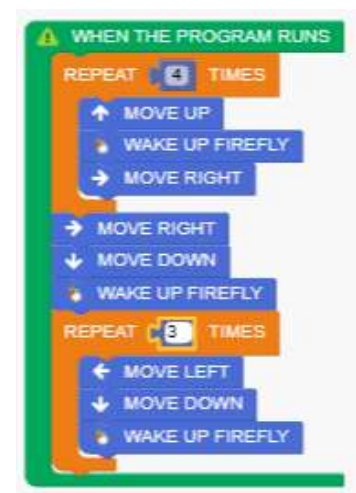 WHEN THE PROGRAM RUNS
REPEAT 4 TIMES
MOVE UP
WAKE UP FIREFLY
MOVE RIGHT
MOVE RIGHT
MOVE DOWN
WAKE UP FIREFLY
REPEAT 3 TIMES
MOVE LEFT
MOVE DOWN
WAKE UP FIREFLY